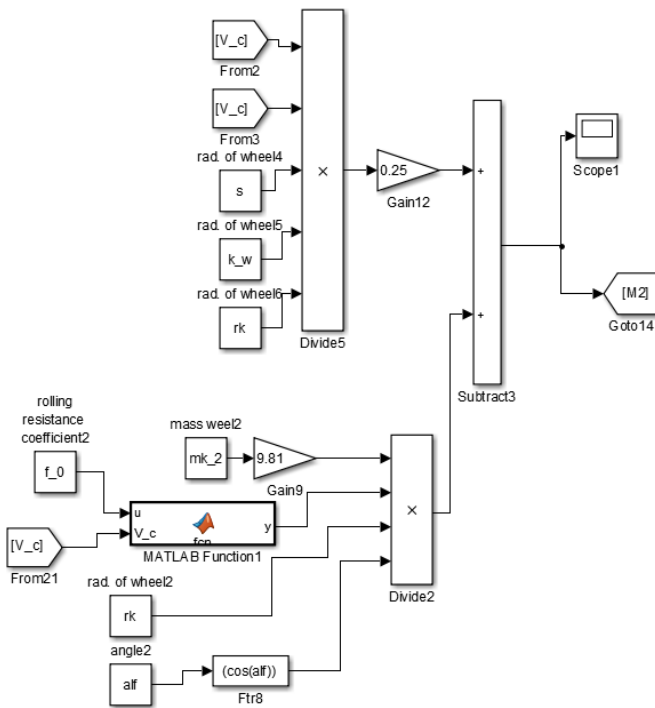 [V_c]
From2
[V_c]
From3
rad. of wheel4
s
rad. of wheel5
k_w
rad. of wheel6
rk
×
Divide5
0.25
Gain12
+
+
Subtract3
Scope1
[M2]
Goto14
rolling
resistance
coefficient2
f_0
mass weel2
mk_2
9.81
Gain9
[V_c]
From21
u
V_c
y
fcn
MATLAB Function1
rad. of wheel2
rk
×
Divide2
angle2
alf
(cos(alf))
Ftr8